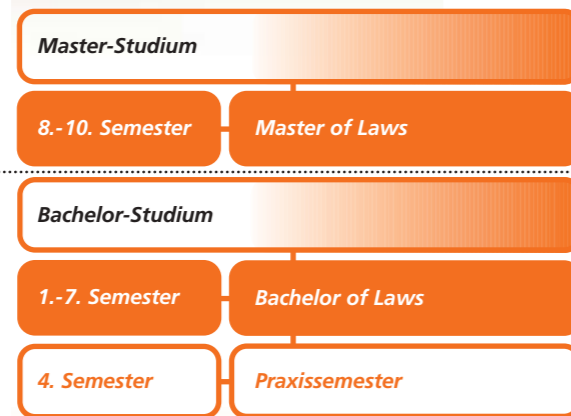 Master-Studium
8.-10. Semester Master of Laws
Bachelor-Studium
1.-7. Semester Bachelor of Laws
4. Semester Praxissemester